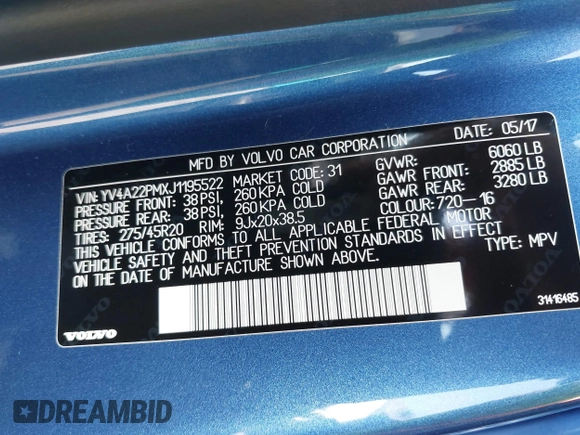 MFD BY VOLVO CAR CORPORATION DATE: 05/17
VIN: YV4A22PMXJ1195522 MARKET CODE: 31 GVWR: 6060 LB
PRESSURE FRONT: 38 PSI, 260 KPA COLD GAWR FRONT: 2885 LB
PRESSURE REAR: 38 PSI, 260 KPA COLD GAWR REAR: 3280 LB
TIRES: 275/45R20 RIM: 9Jx20x38.5 COLOUR: 720-16
THIS VEHICLE CONFORMS TO ALL APPLICABLE FEDERAL MOTOR
VEHICLE SAFETY AND THEFT PREVENTION STANDARDS IN EFFECT
ON THE DATE OF MANUFACTURE SHOWN ABOVE. TYPE: MPV
31416485
VOLVO
DREAMBID